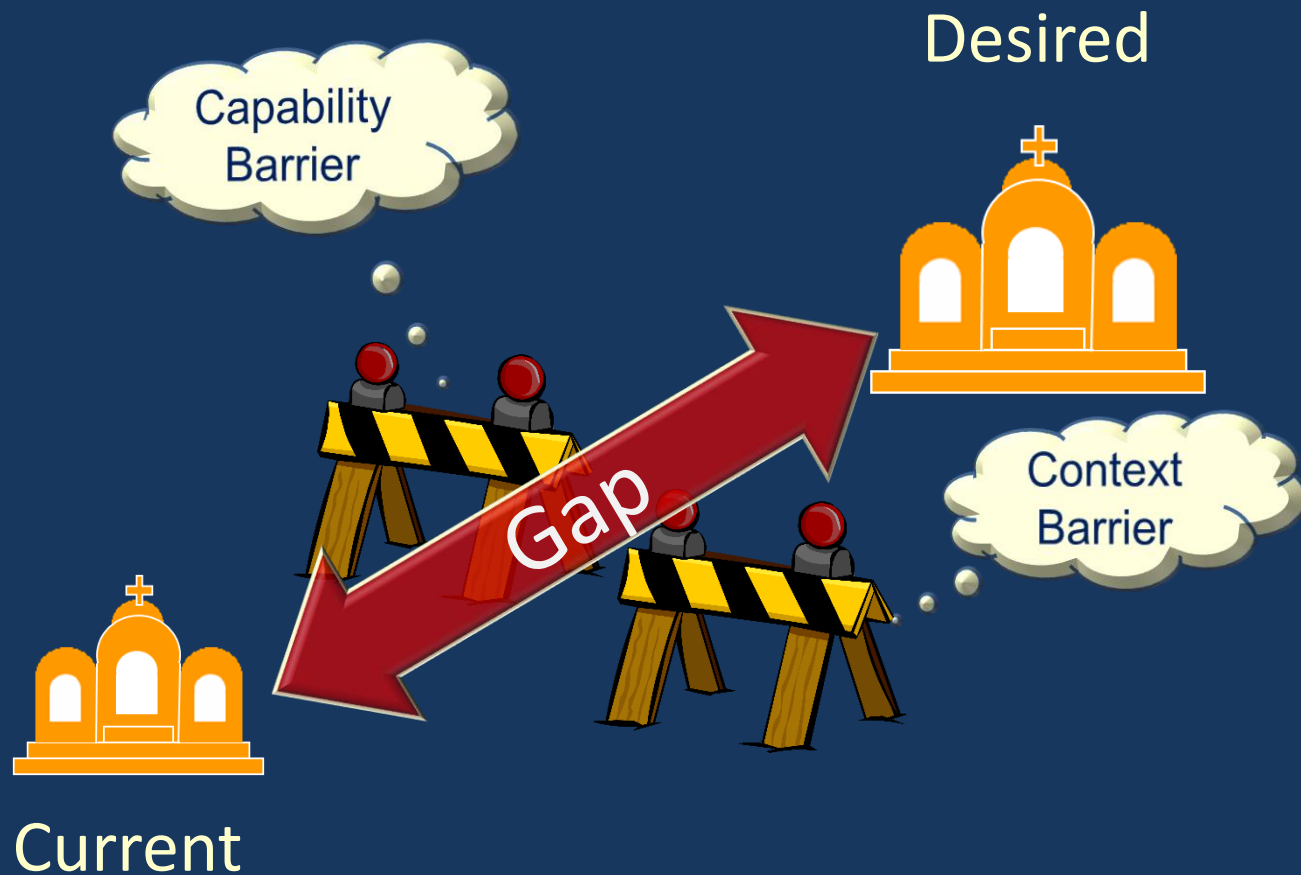 Desired
Capability
Barrier
Gap
Context
Barrier
Current